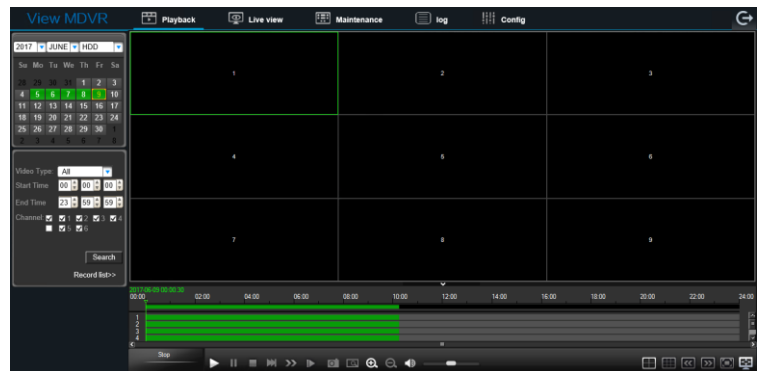 View MDVR
Playback Live view Maintenance log Config
2017 JUNE HDD
Su Mo Tu We Th Fr Sa
28 29 30 31 1 2 3
4 5 6 7 8 9 10
11 12 13 14 15 16 17
18 19 20 21 22 23 24
25 26 27 28 29 30 1
2 3 4 5 6 7 8
Video Type: All
Start Time 00 00 00
End Time 23 59 59
Channel: 1 2 3 4
5 6
Search
Record list>>
1 2 3
4 5 6
7 8 9
2017-06-09 00:00:30
00:00 02:00 04:00 06:00 08:00 10:00 12:00 14:00 16:00 18:00 20:00 22:00 24:00
1
2
3
4
Stop